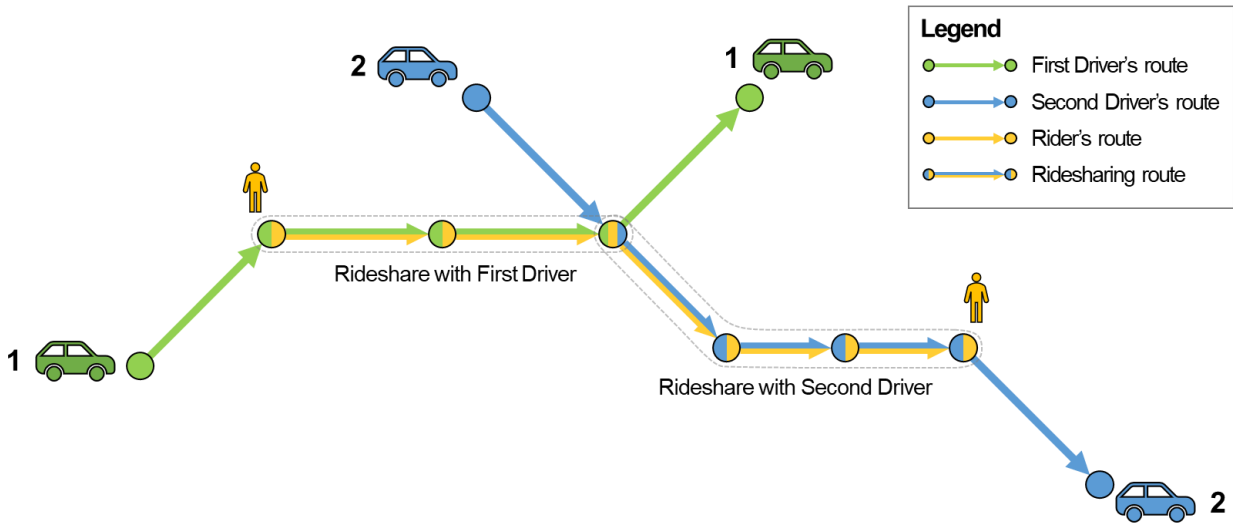 2
1
Legend
First Driver's route
Second Driver's route
Rider's route
Ridesharing route
Rideshare with First Driver
1
Rideshare with Second Driver
2